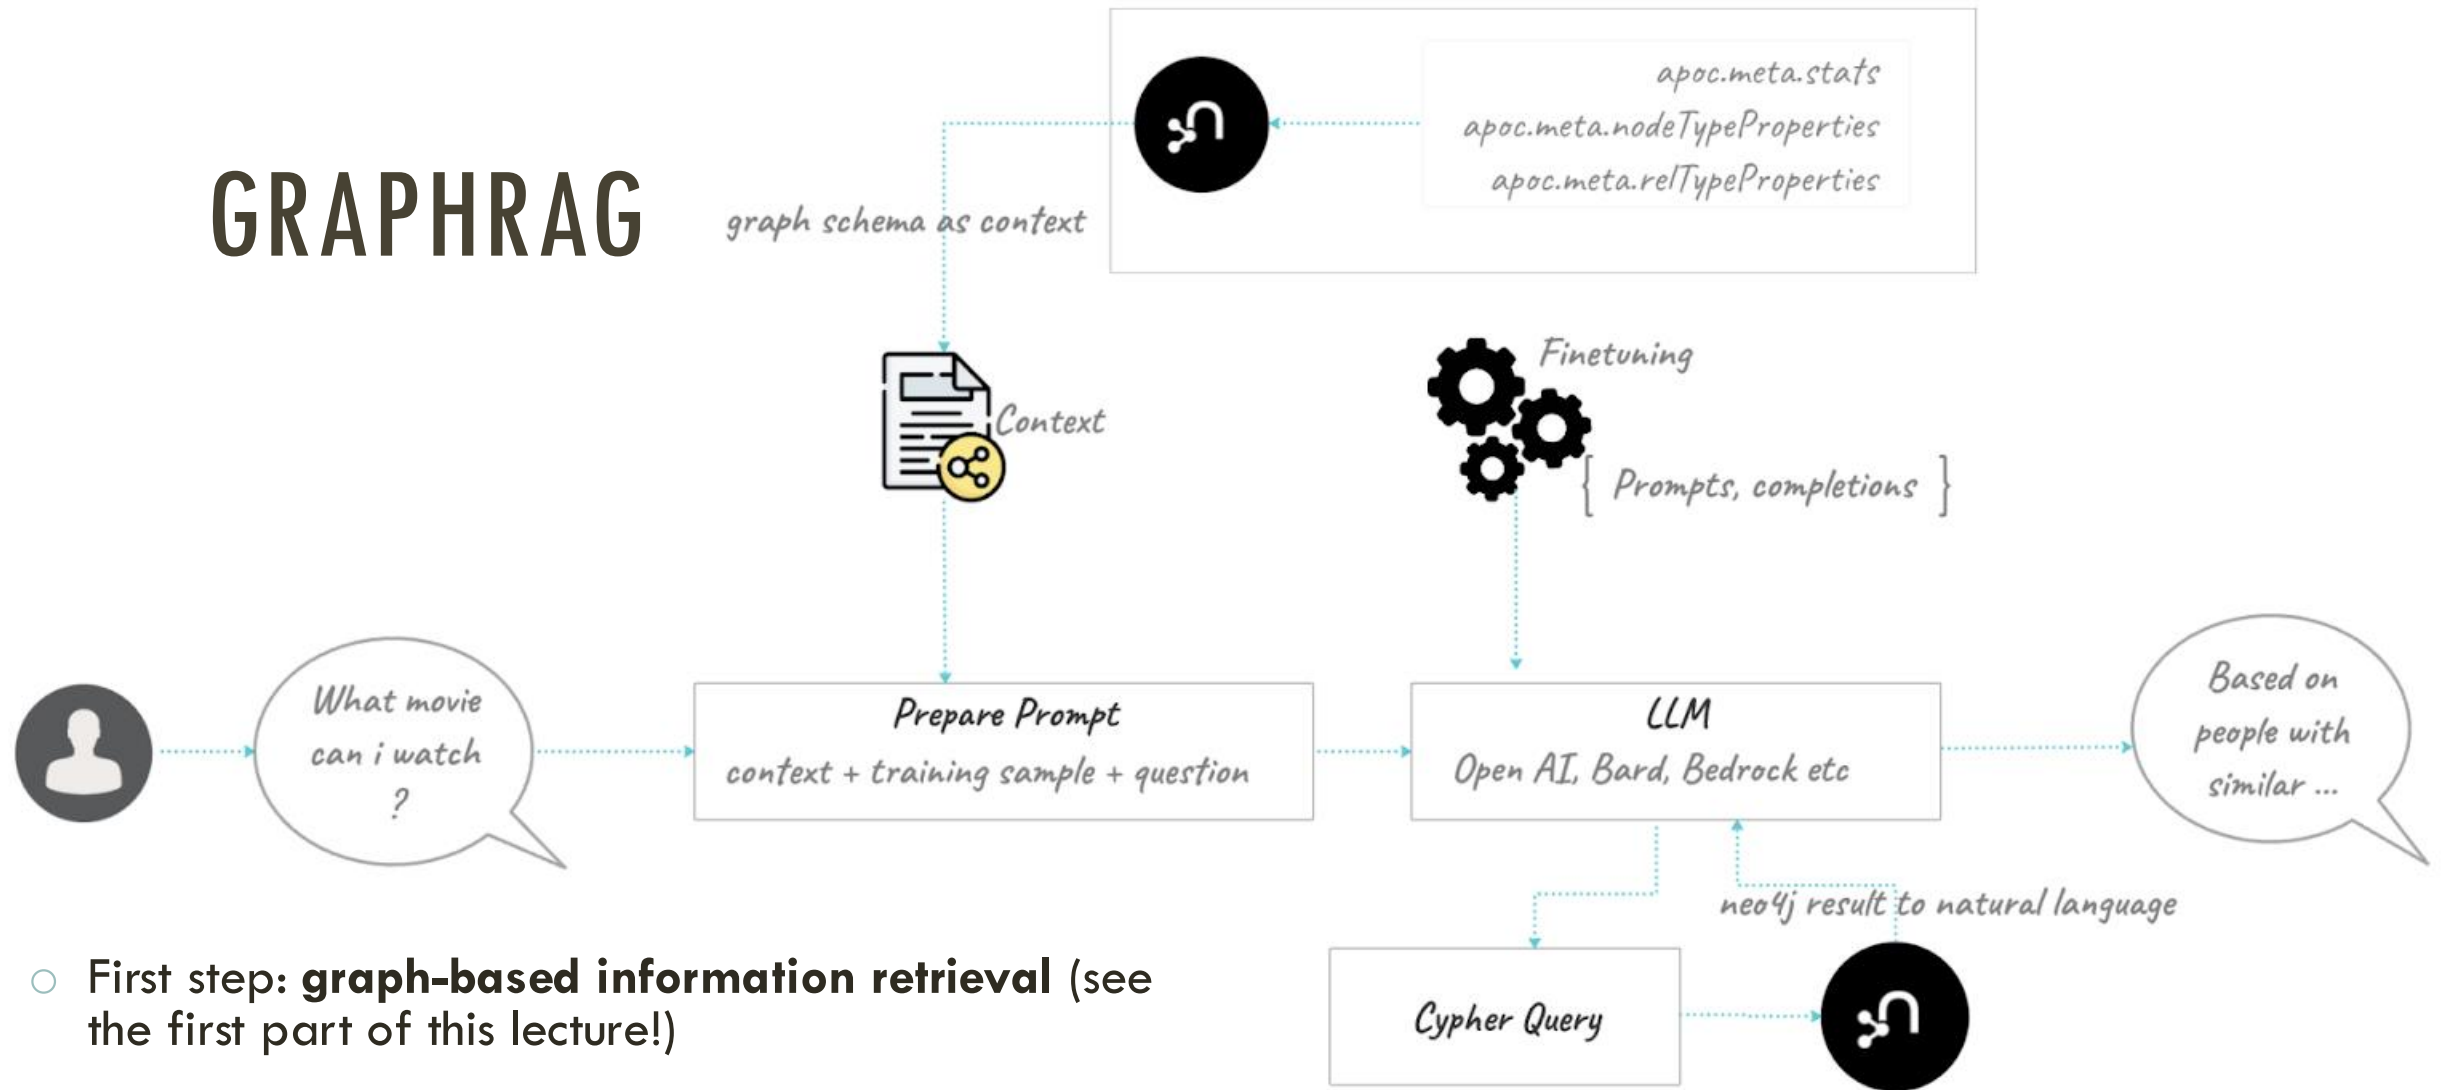 GRAPHRAG
apoc.meta.stats
apoc.meta.nodeTypeProperties
apoc.meta.relTypeProperties
graph schema as context
Context
Finetuning
{ Prompts, completions }
What movie
can i watch
?
Prepare Prompt
context + training sample + question
LLM
Open AI, Bard, Bedrock etc
Based on
people with
similar ...
neo4j result to natural language
Cypher Query
First step: graph-based information retrieval (see
the first part of this lecture!)